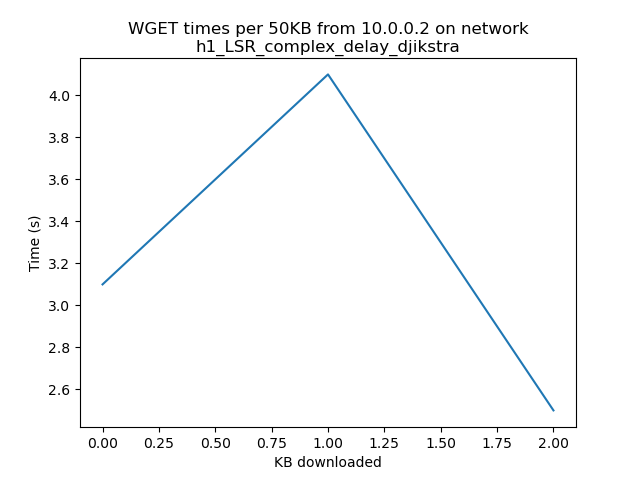 WGET times per 50KB from 10.0.0.2 on network
h1_LSR_complex_delay_djikstra
4.0
3.8
3.6
3.4
3.2
3.0
2.8
2.6
Time (s)
0.00 0.25 0.50 0.75 1.00 1.25 1.50 1.75 2.00
KB downloaded